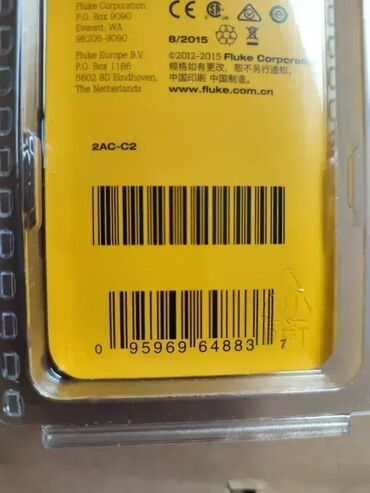 Fluke Corporation
P.O. Box 9090
Everett, WA
98206-9090
Fluke Europe B.V.
P.O. Box 1186
5602 BD Eindhoven,
The Netherlands
8/2015
©2012-2015 Fluke Corporation
规格如有更改，恕不另行通知。
中国印刷 中国制造。
www.fluke.com.cn
2AC-C2
0 95969 64883 7